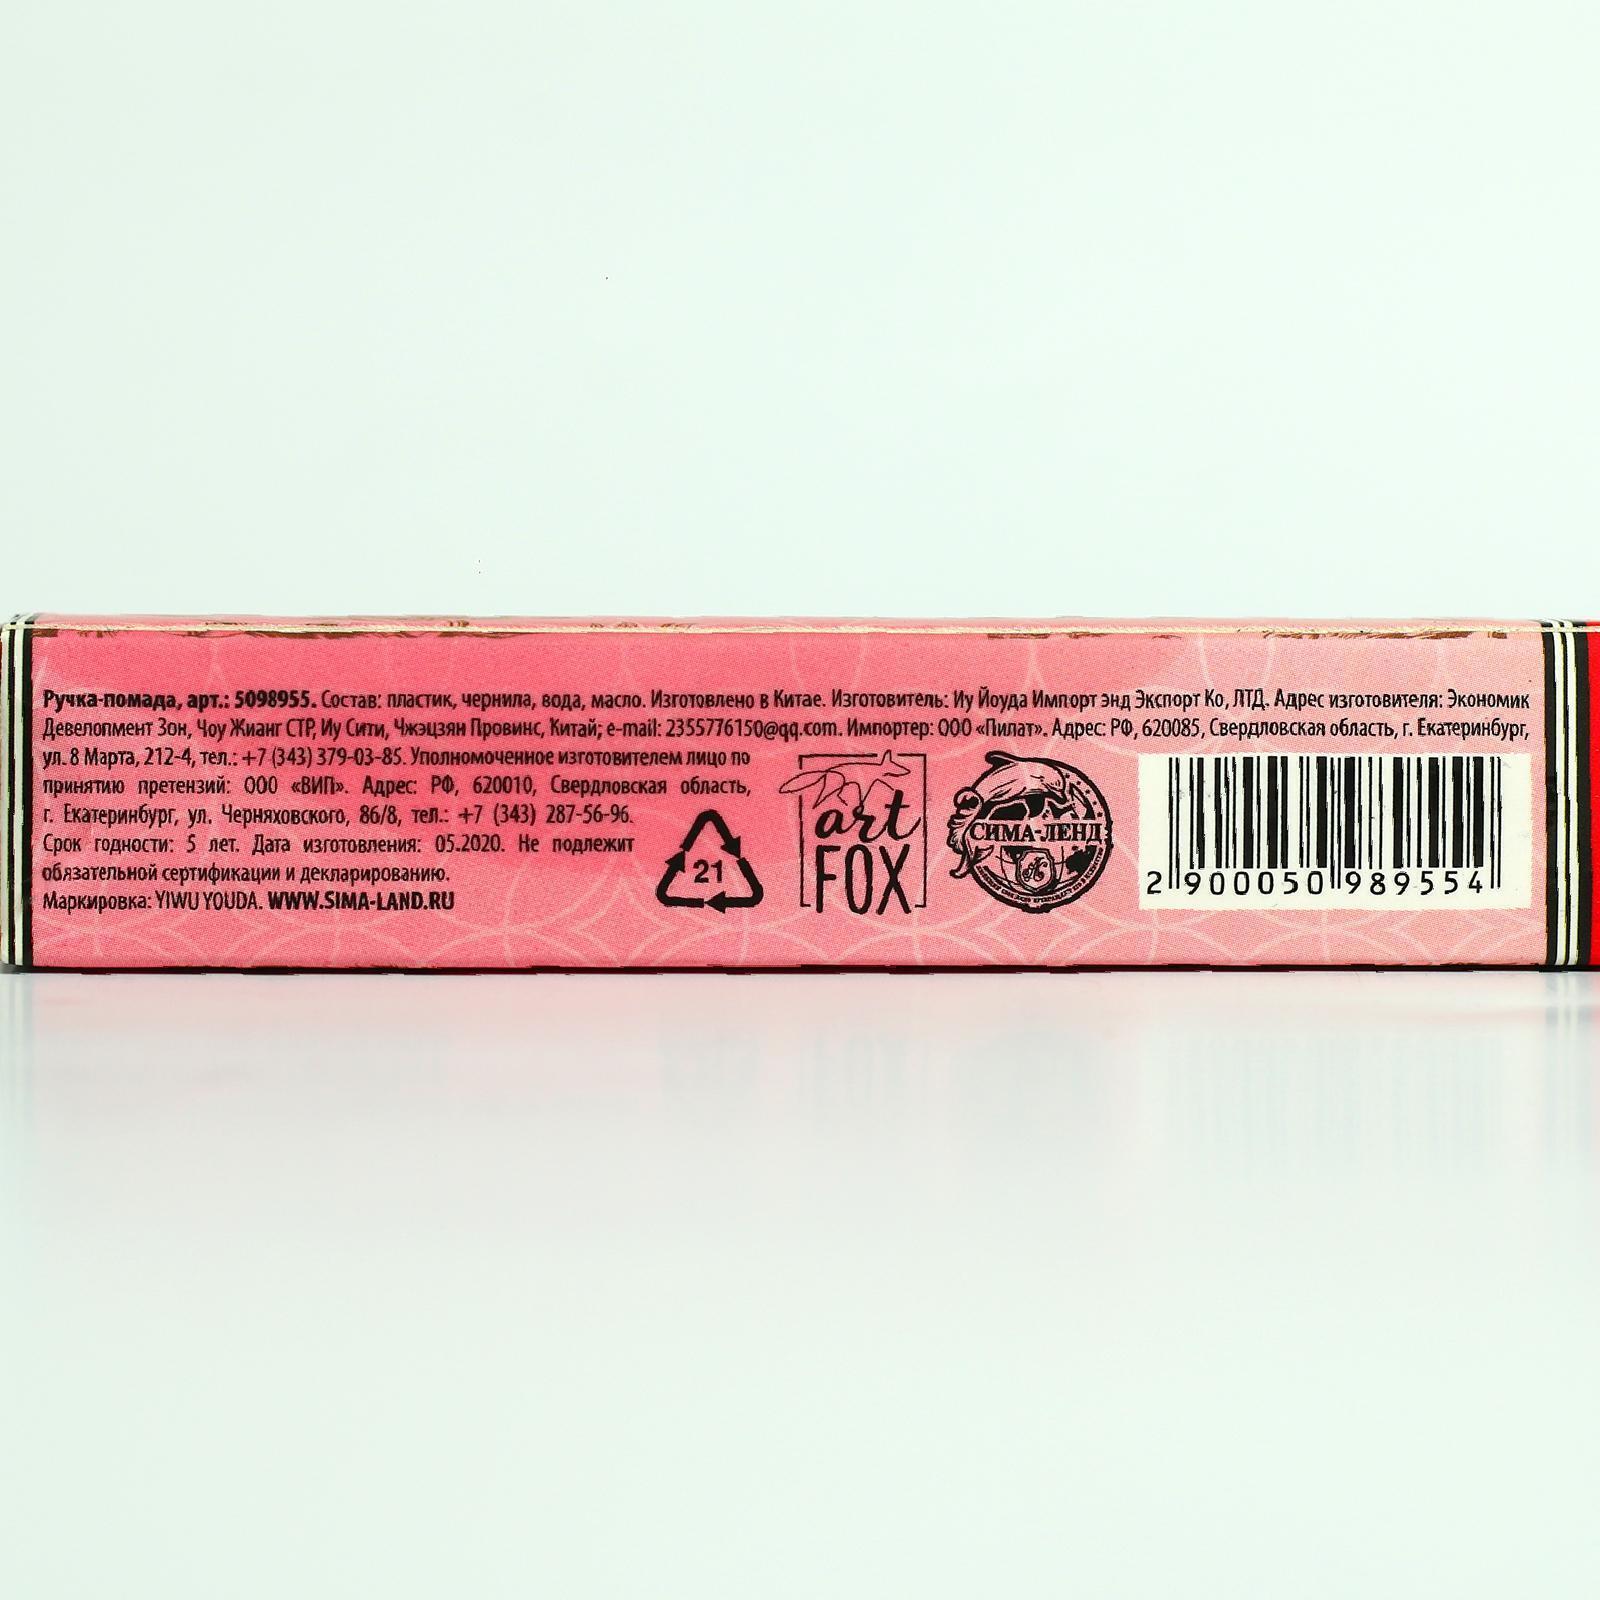 Ручка-помада, арт.: 5098955. Состав: пластик, чернила, вода, масло. Изготовлено в Китае. Изготовитель: Иу Йоуда Импорт энд Экспорт Ко, ЛТД. Адрес изготовителя: Экономик
Девелопмент Зон, Чоу Жианг СТР, Иу Сити, Чжэцзян Провинс, Китай; e-mail: 2355776150@qq.com. Импортер: ООО «Пилат». Адрес: РФ, 620085, Свердловская область, г. Екатеринбург,
ул. 8 Марта, 212-4, тел.: +7 (343) 379-03-85. Уполномоченное изготовителем лицо по
принятию претензий: ООО «ВИП». Адрес: РФ, 620010, Свердловская область,
г. Екатеринбург, ул. Черняховского, 86/8, тел.: +7 (343) 287-56-96.
Срок годности: 5 лет. Дата изготовления: 05.2020. Не подлежит
обязательной сертификации и декларированию.
Маркировка: YIWU YOUDA. WWW.SIMA-LAND.RU
21
art
FOX
СИМА-ЛЕНД
2 900050 989554